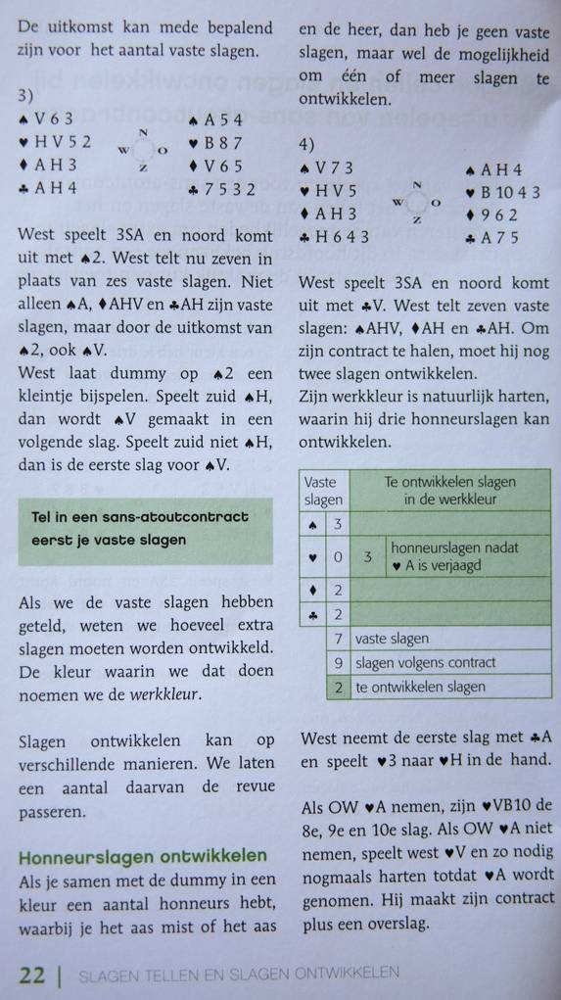 De uitkomst kan mede bepalend
zijn voor het aantal vaste slagen.
3)
♠ V 6 3
♥ H V 5 2
♦ A H 3
♣ A H 4
N
W O
Z
♠ A 5 4
♥ B 8 7
♦ V 6 5
♣ 7 5 3 2
West speelt 3SA en noord komt
uit met ♠2. West telt nu zeven in
plaats van zes vaste slagen. Niet
alleen ♠A, ♦AHV en ♣AH zijn vaste
slagen, maar door de uitkomst van
♠2, ook ♠V.
West laat dummy op ♠2 een
kleintje bijspelen. Speelt zuid ♠H,
dan wordt ♠V gemaakt in een
volgende slag. Speelt zuid niet ♠H,
dan is de eerste slag voor ♠V.
Tel in een sans-atoutcontract
eerst je vaste slagen
Als we de vaste slagen hebben
geteld, weten we hoeveel extra
slagen moeten worden ontwikkeld.
De kleur waarin we dat doen
noemen we de werkkleur.
Slagen ontwikkelen kan op
verschillende manieren. We laten
een aantal daarvan de revue
passeren.
Honneurslagen ontwikkelen
Als je samen met de dummy in een
kleur een aantal honneurs hebt,
waarbij je het aas mist of het aas
en de heer, dan heb je geen vaste
slagen, maar wel de mogelijkheid
om één of meer slagen te
ontwikkelen.
4)
♠ V 7 3
♥ H V 5
♦ A H 3
♣ H 6 4 3
N
W O
Z
♠ A H 4
♥ B 10 4 3
♦ 9 6 2
♣ A 7 5
West speelt 3SA en noord komt
uit met ♣V. West telt zeven vaste
slagen: ♠AHV, ♦AH en ♣AH. Om
zijn contract te halen, moet hij nog
twee slagen ontwikkelen.
Zijn werkkleur is natuurlijk harten,
waarin hij drie honneurslagen kan
ontwikkelen.
Vaste slagen Te ontwikkelen slagen in de werkkleur
♠ 3
♥ 0 3 honneurslagen nadat ♥ A is verjaagd
♦ 2
♣ 2
7 vaste slagen
9 slagen volgens contract
2 te ontwikkelen slagen
West neemt de eerste slag met ♣A
en speelt ♥3 naar ♥H in de hand.
Als OW ♥A nemen, zijn ♥VB10 de
8e, 9e en 10e slag. Als OW ♥A niet
nemen, speelt west ♥V en zo nodig
nogmaals harten totdat ♥A wordt
genomen. Hij maakt zijn contract
plus een overslag.
22 | SLAGEN TELLEN EN SLAGEN ONTWIKKELEN